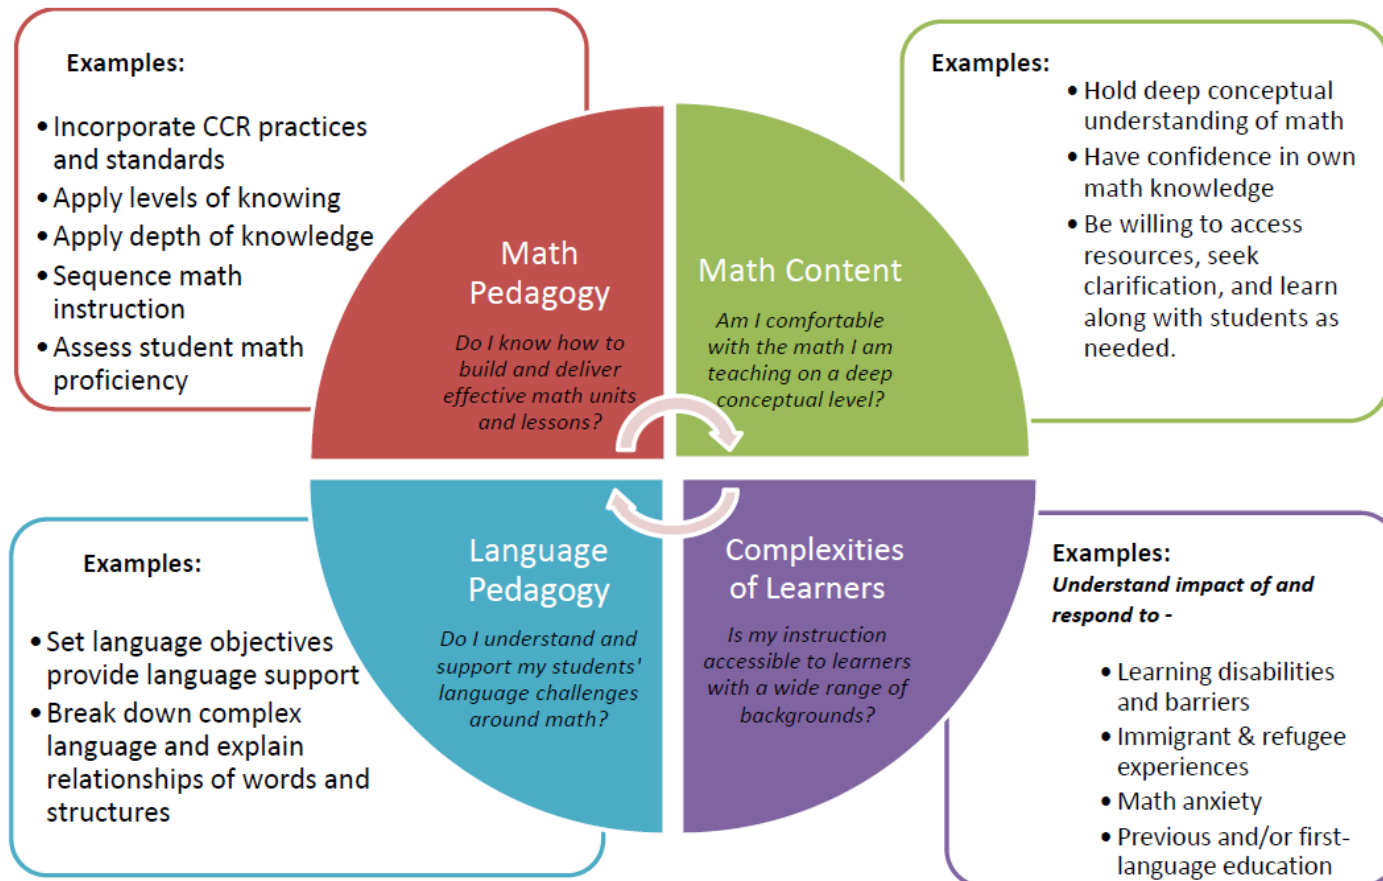 Examples:
• Incorporate CCR practices
and standards
• Apply levels of knowing
• Apply depth of knowledge
• Sequence math
instruction
• Assess student math
proficiency
Math
Pedagogy
Do I know how to
build and deliver
effective math units
and lessons?
Math Content
Am I comfortable
with the math I am
teaching on a deep
conceptual level?
Examples:
• Hold deep conceptual
understanding of math
• Have confidence in own
math knowledge
• Be willing to access
resources, seek
clarification, and learn
along with students as
needed.
Examples:
• Set language objectives
provide language support
• Break down complex
language and explain
relationships of words and
structures
Language
Pedagogy
Do I understand and
support my students'
language challenges
around math?
Complexities
of Learners
Is my instruction
accessible to learners
with a wide range of
backgrounds?
Examples:
Understand impact of and
respond to -
• Learning disabilities
and barriers
• Immigrant & refugee
experiences
• Math anxiety
• Previous and/or first-
language education